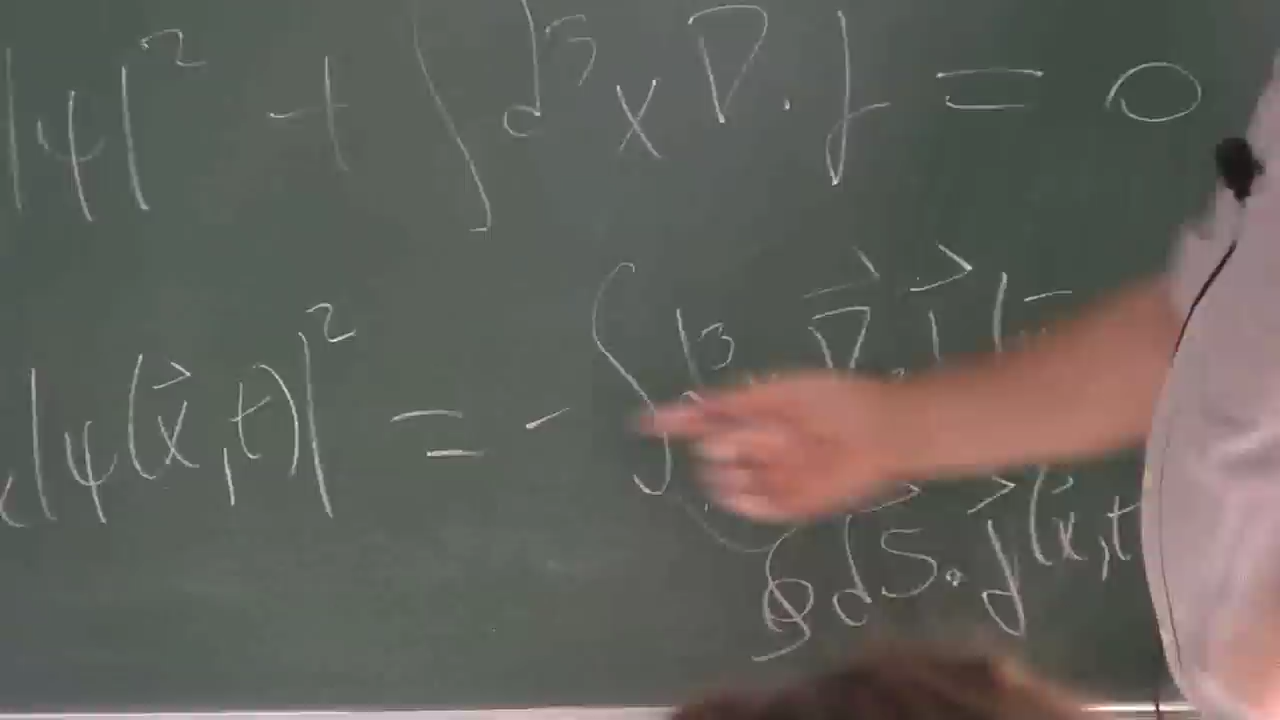 |ψ|² + ∫d³x ∇·j = 0
x|ψ(x⃗,t)|² = - ∫d³ ∇⃗·j⃗(
∮dS⃗·j⃗(x⃗,t